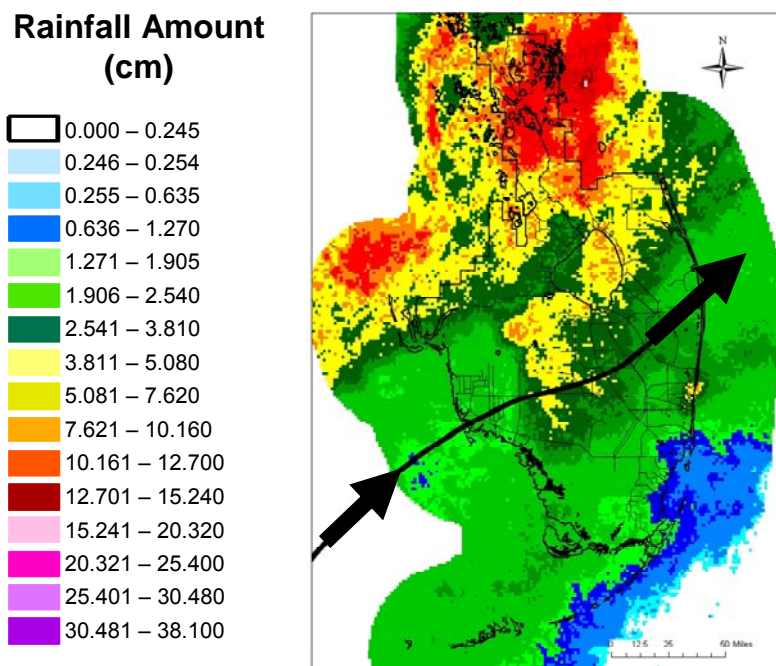 Rainfall Amount
(cm)
0.000 – 0.245
0.246 – 0.254
0.255 – 0.635
0.636 – 1.270
1.271 – 1.905
1.906 – 2.540
2.541 – 3.810
3.811 – 5.080
5.081 – 7.620
7.621 – 10.160
10.161 – 12.700
12.701 – 15.240
15.241 – 20.320
20.321 – 25.400
25.401 – 30.480
30.481 – 38.100
N
0 12.5 25 50 Miles